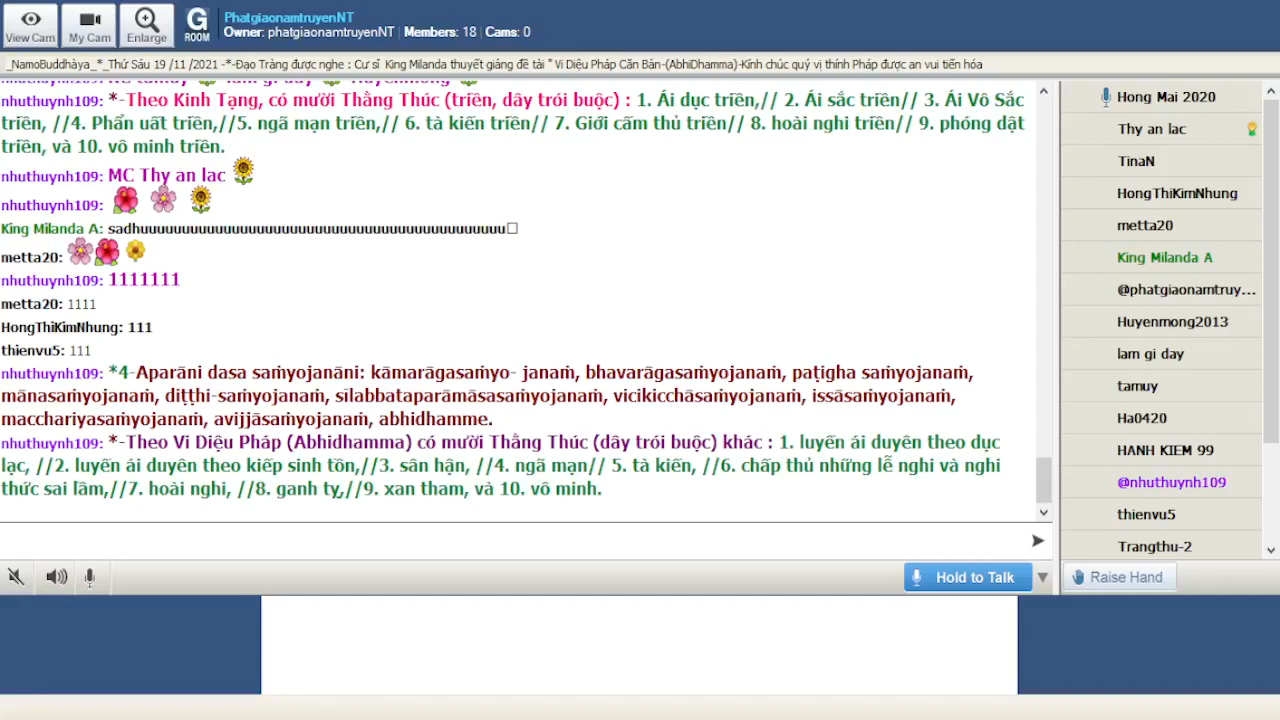 View Cam
My Cam
Enlarge
G
ROOM
PhatgiaonamtruyenNT
Owner: phatgiaonamtruyenNT | Members: 18 | Cams: 0
_NamoBuddhàya_*_Thứ Sáu 19 /11 /2021 -*-Đạo Tràng được nghe : Cư sĩ King Milanda thuyết giảng đề tài " Vi Diệu Pháp Căn Bản-(AbhiDhamma)-Kính chúc quý vị thính Pháp được an vui tiến hóa
nhuthuynh109: *-Theo Kinh Tạng, có mười Thằng Thúc (triền, dây trói buộc) : 1. Ái dục triền,// 2. Ái sắc triền// 3. Ái Vô Sắc
triền, //4. Phẩn uất triền,//5. ngã mạn triền,// 6. tà kiến triền// 7. Giới cấm thủ triền// 8. hoài nghi triền// 9. phóng dật
triền, và 10. vô minh triền.
nhuthuynh109: MC Thy an lac
nhuthuynh109:
King Milanda A: sadhuuuuuuuuuuuuuuuuuuuuuuuuuuuuuuuuuuuuuuuuuuuu
metta20:
nhuthuynh109: 1111111
metta20: 1111
HongThiKimNhung: 111
thienvu5: 111
nhuthuynh109: *4-Aparāni dasa saṁyojanāni: kāmarāgasaṁyo- janaṁ, bhavarāgasaṁyojanaṁ, paṭigha saṁyojanaṁ,
mānasaṁyojanaṁ, diṭṭhi-saṁyojanaṁ, sīlabbataparāmāsasaṁyojanaṁ, vicikicchāsaṁyojanaṁ, issāsaṁyojanaṁ,
macchariyasaṁyojanaṁ, avijjāsaṁyojanaṁ, abhidhamme.
nhuthuynh109: *-Theo Vi Diệu Pháp (Abhidhamma) có mười Thằng Thúc (dây trói buộc) khác : 1. luyến ái duyên theo dục
lạc, //2. luyến ái duyên theo kiếp sinh tồn,//3. sân hận, //4. ngã mạn// 5. tà kiến, //6. chấp thủ những lễ nghi và nghi
thức sai lầm,//7. hoài nghi, //8. ganh tỵ,//9. xan tham, và 10. vô minh.
Hong Mai 2020
Thy an lac
TinaN
HongThiKimNhung
metta20
King Milanda A
@phatgiaonamtruy...
Huyenmong2013
lam gi day
tamuy
Ha0420
HANH KIEM 99
@nhuthuynh109
thienvu5
Trangthu-2
Hold to Talk
Raise Hand